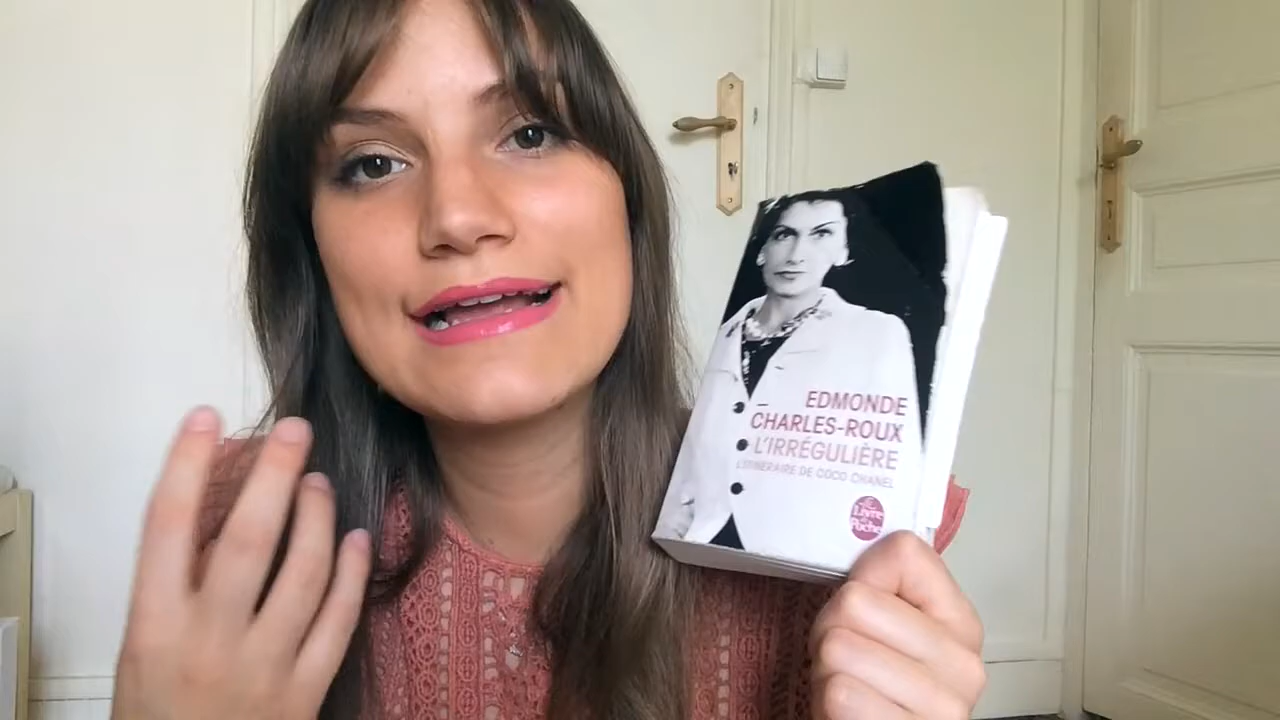 EDMONDE
CHARLES-ROUX
L'IRRÉGULIÈRE
L'ITINÉRAIRE DE COCO CHANEL
Le
Livre
de
Poche